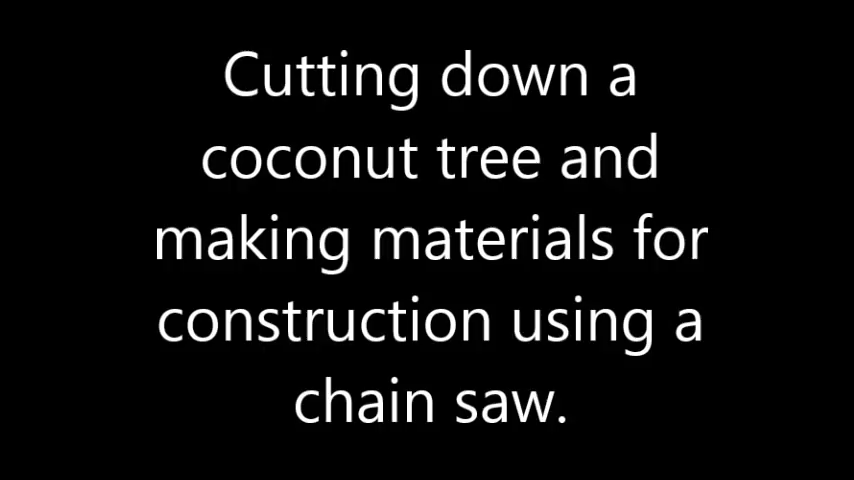 Cutting down a
coconut tree and
making materials for
construction using a
chain saw.